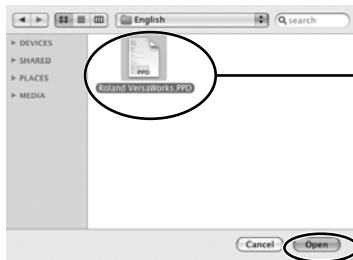 English
search
DEVICES
SHARED
PLACES
MEDIA
PPD
Roland VersaWorks.PPD
Cancel
Open